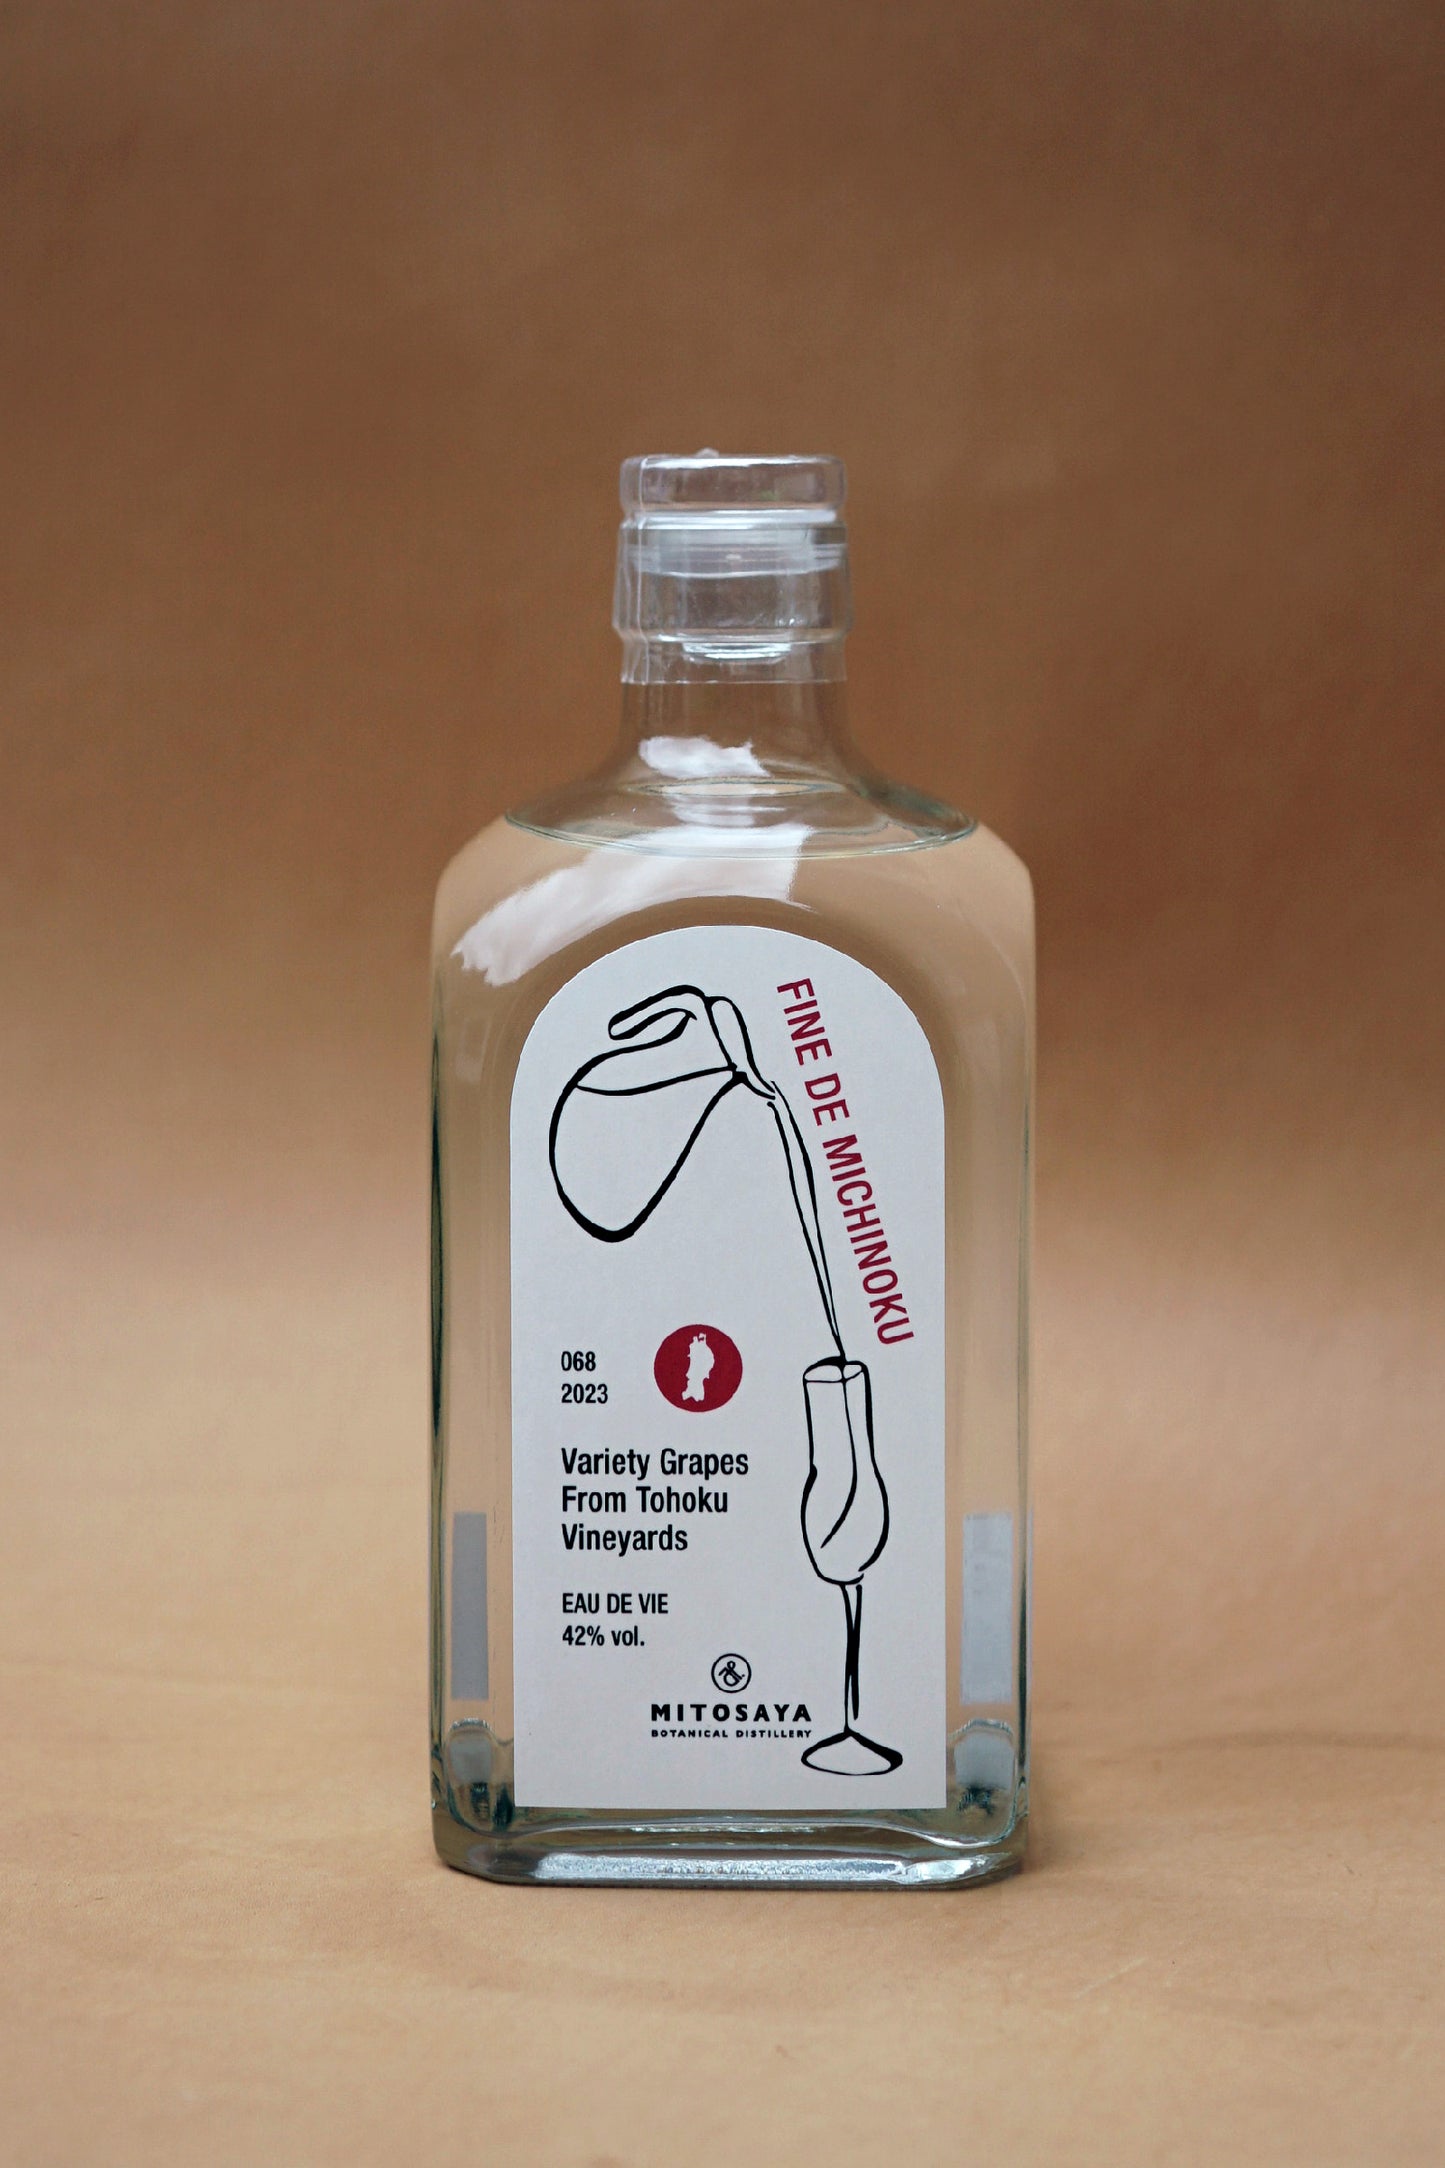 FINE DE MICHINOKU
068
2023
Variety Grapes
From Tohoku
Vineyards
EAU DE VIE
42% vol.
MITOSAYA
BOTANICAL DISTILLERY